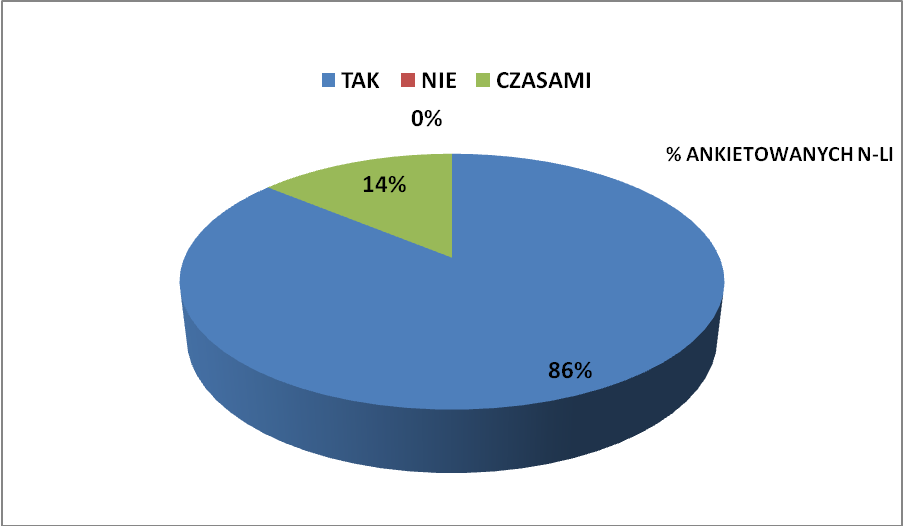 TAK NIE CZASAMI
0%
% ANKIETOWANYCH N-LI
14%
86%